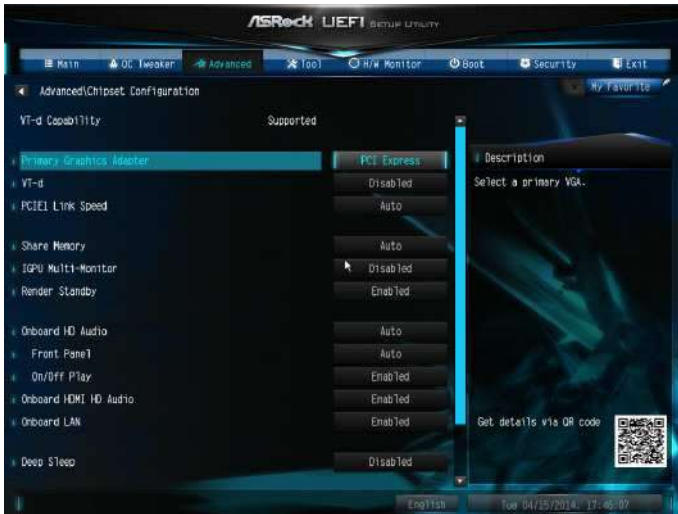 ASRock UEFI SETUP UTILITY
Main OC Tweaker Advanced Tool H/W Monitor Boot Security Exit
Advanced\Chipset Configuration
My Favorite
VT-d Capability Supported
Primary Graphics Adapter PCI Express
VT-d Disabled
PCIE1 Link Speed Auto
Share Memory Auto
IGPU Multi-Monitor Disabled
Render Standby Enabled
Onboard HD Audio Auto
Front Panel Auto
On/Off Play Enabled
Onboard HDMI HD Audio Enabled
Onboard LAN Enabled
Deep Sleep Disabled
Description
Select a primary VGA.
Get details via QR code
English
Tue 04/15/2014. 17:46:07